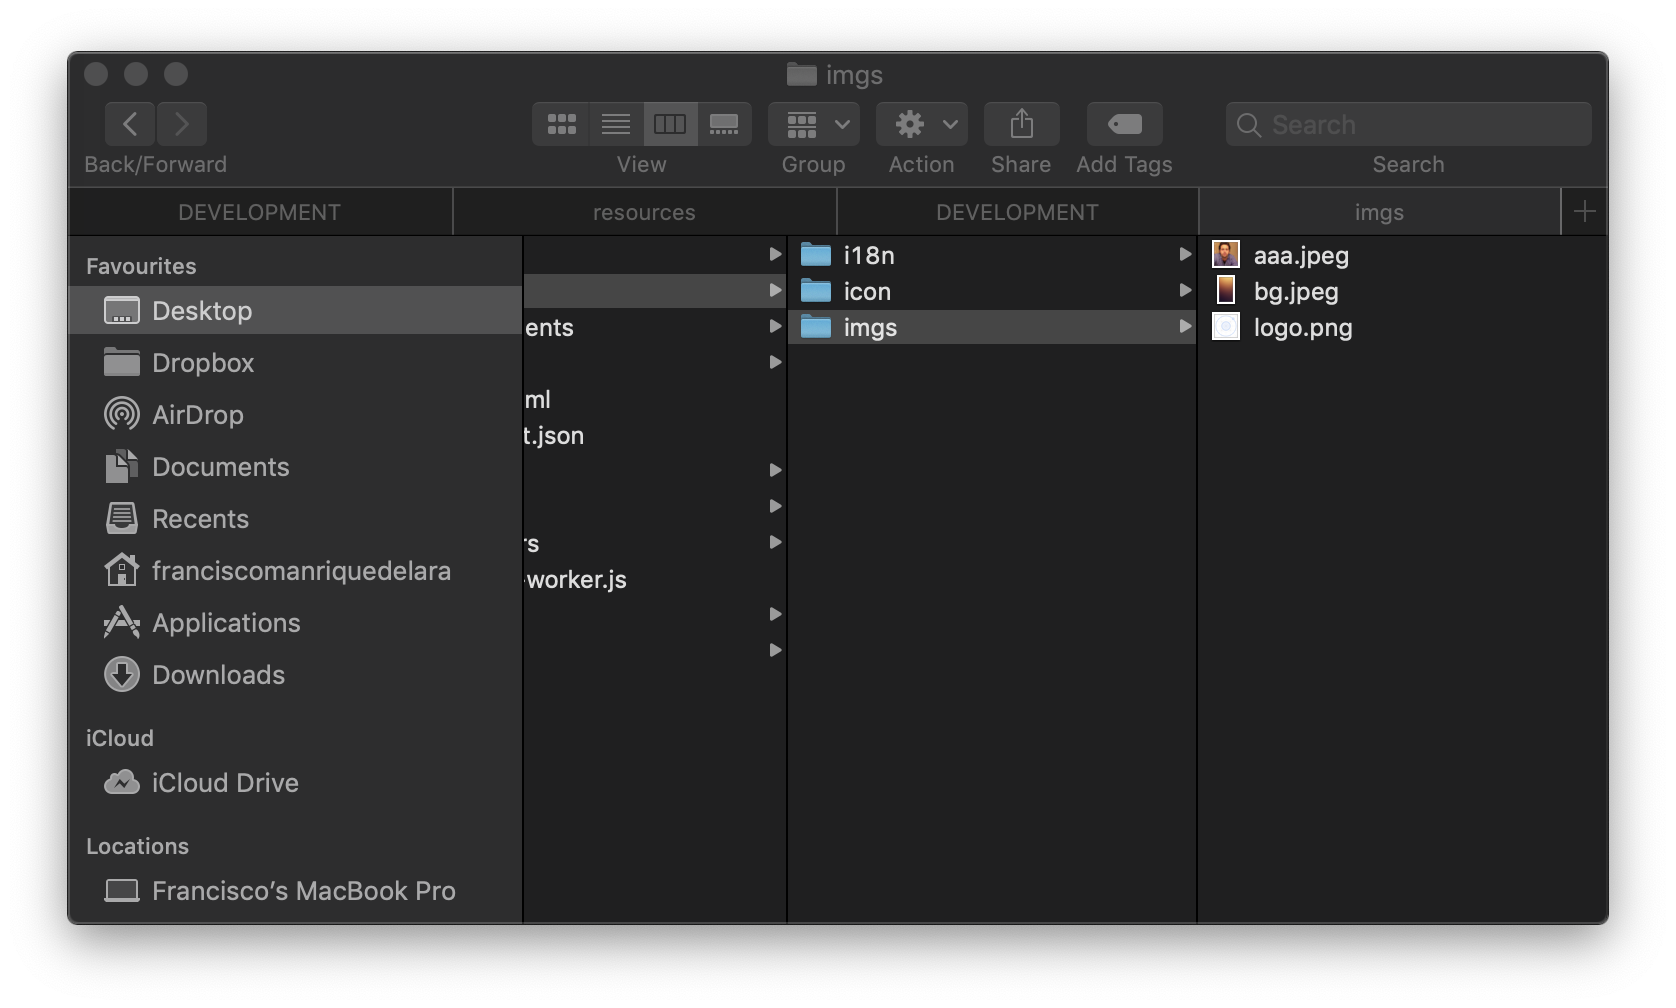 imgs
Search
Back/Forward
View
Group
Action
Share
Add Tags
Search
DEVELOPMENT
resources
DEVELOPMENT
imgs
Favourites
Desktop
Dropbox
AirDrop
Documents
Recents
franciscomanriquedelara
Applications
Downloads
iCloud
iCloud Drive
Locations
Francisco’s MacBook Pro
ents
ml
t.json
rs
-worker.js
i18n
icon
imgs
aaa.jpeg
bg.jpeg
logo.png